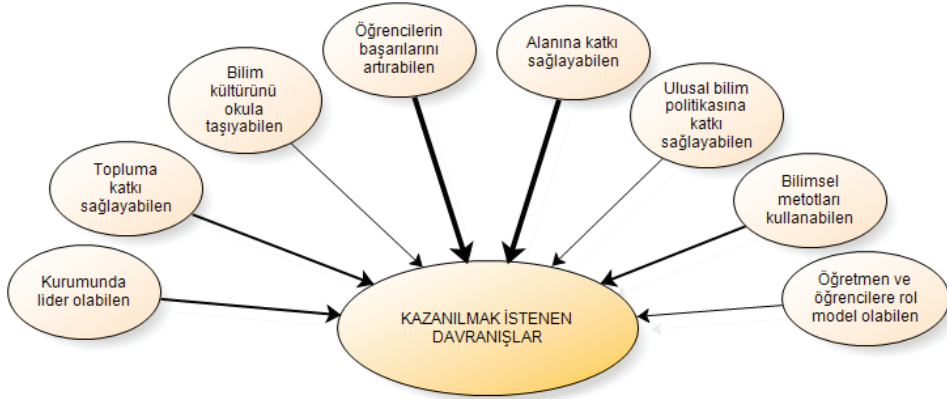 Öğrencilerin
başarılarını
artırabilen
Alanına katkı
sağlayabilen
Bilim
kültürünü
okula
taşıyabilen
Ulusal bilim
politikasına
katkı
sağlayabilen
Topluma
katkı
sağlayabilen
Bilimsel
metotları
kullanabilen
Kurumunda
lider olabilen
Öğretmen ve
öğrencilere rol
model olabilen
KAZANILMAK İSTENEN
DAVRANIŞLAR